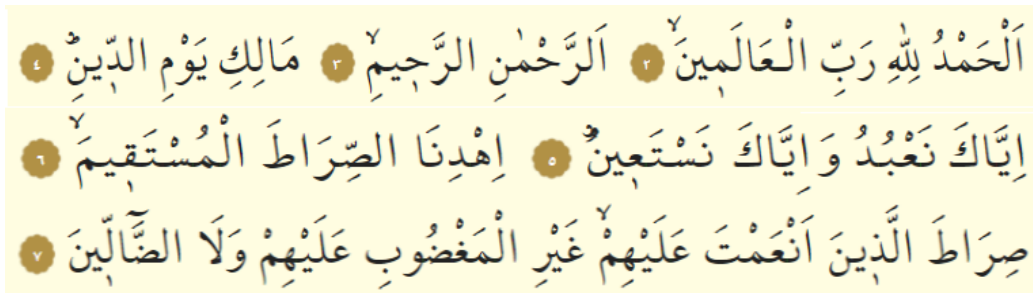 اَلْحَمْدُ لِلّٰهِ رَبِّ الْعَالَم۪ينَۙ ﴿٢﴾ اَلرَّحْمٰنِ الرَّح۪يمِۙ ﴿٣﴾ مَالِكِ يَوْمِ الدّ۪ينِۜ ﴿٤﴾
اِيَّاكَ نَعْبُدُ وَاِيَّاكَ نَسْتَع۪ينُۜ ﴿٥﴾ اِهْدِنَا الصِّرَاطَ الْمُسْتَق۪يمَۙ ﴿٦﴾
صِرَاطَ الَّذ۪ينَ اَنْعَمْتَ عَلَيْهِمْۙ غَيْرِ الْمَغْضُوبِ عَلَيْهِمْ وَلَا الضَّٓالّ۪ينَ ﴿٧﴾